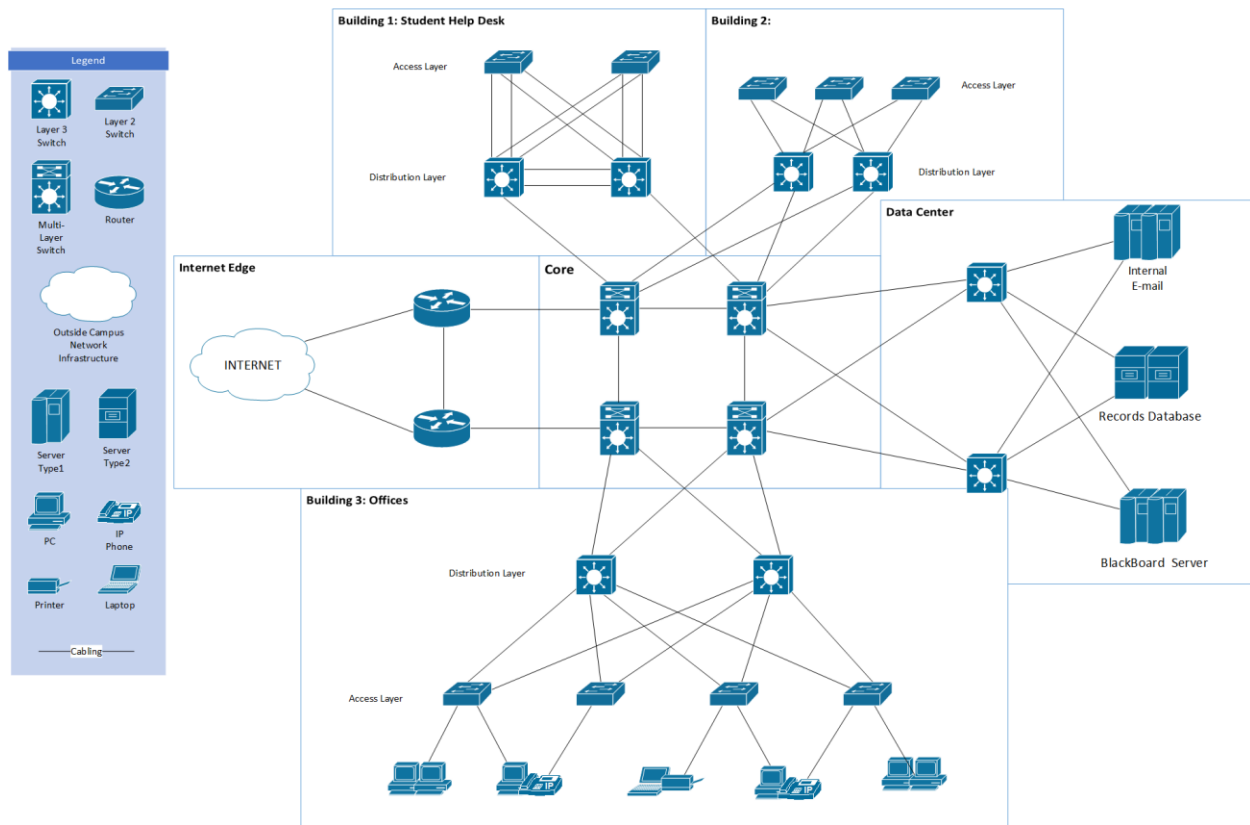 Legend
Layer 3
Switch
Layer 2
Switch
Multi-
Layer
Switch
Router
Outside Campus
Network
Infrastructure
Server
Type1
Server
Type2
PC
IP
IP
Phone
Printer
Laptop
Cabling
Building 1: Student Help Desk
Access Layer
Distribution Layer
Building 2:
Access Layer
Distribution Layer
Internet Edge
INTERNET
Core
Data Center
Internal
E-mail
Records Database
BlackBoard Server
Building 3: Offices
Distribution Layer
Access Layer
IP
IP